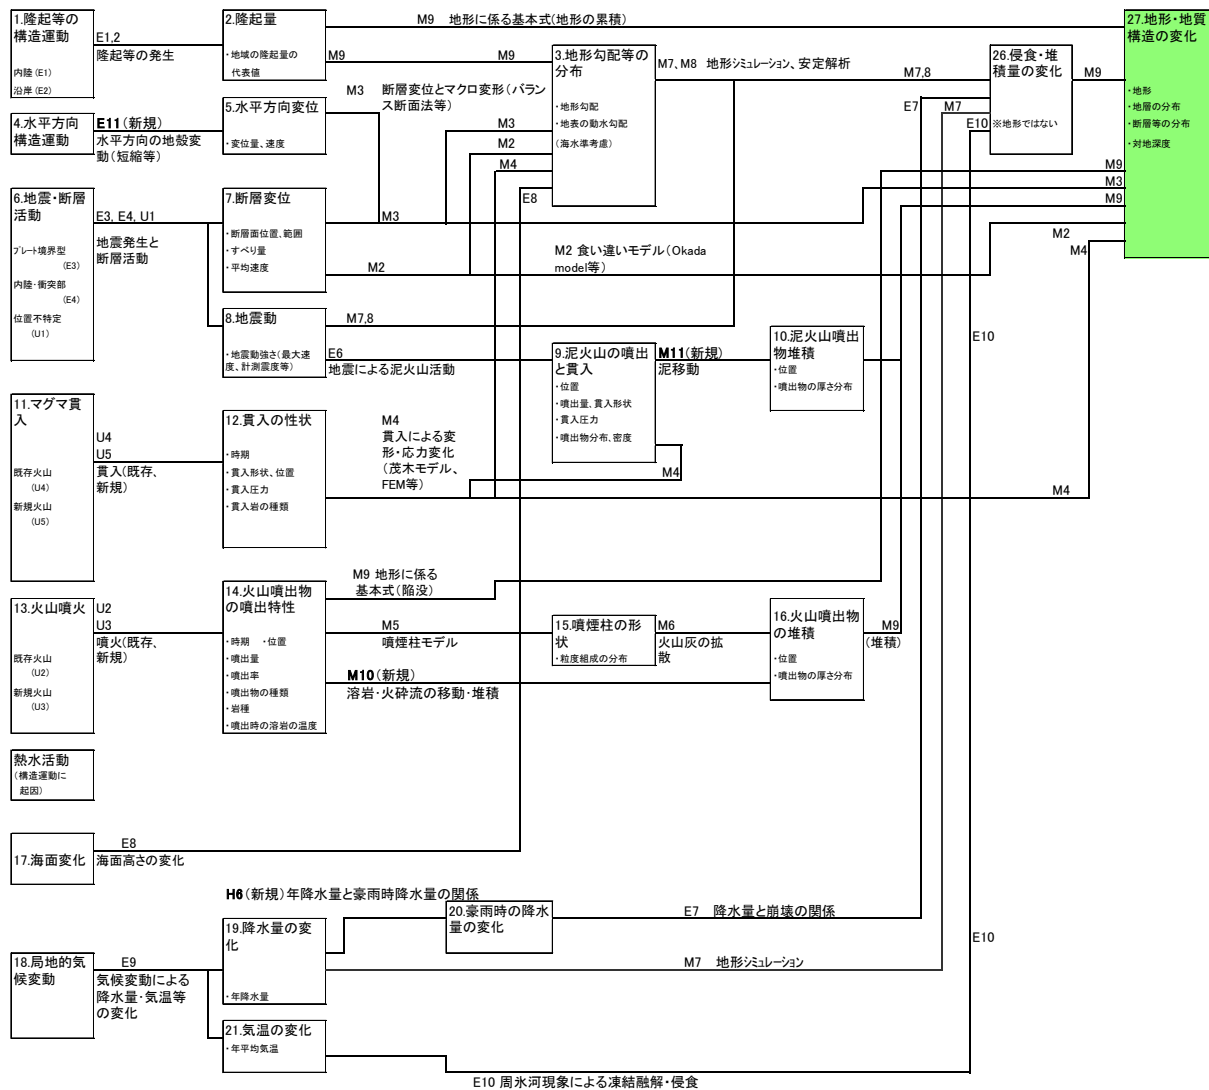 1.隆起等の
構造運動
内陸(E1)
沿岸(E2)
E1,2
隆起等の発生
2.隆起量
・地域の隆起量の
代表値
M9 地形に係る基本式(地形の累積)
M9
M9
3.地形勾配等の
分布
・地形勾配
・地表の動水勾配
(海水準考慮)
M7、M8 地形シミュレーション、安定解析
M7,8
E7
M7
E10
26.侵食・堆
積量の変化
※地形ではない
M9
27.地形・地質
構造の変化
・地形
・地層の分布
・断層等の分布
・対地深度
4.水平方向
構造運動
E11(新規)
水平方向の地殻変
動(短縮等)
5.水平方向変位
・変位量、速度
M3 断層変位とマクロ変形(バラン
ス断面法等)
M3
M2
M4
E8
M9
M3
M9
M2
M4
6.地震・断層
活動
プレート境界型
(E3)
内陸・衝突部
(E4)
位置不特定
(U1)
E3, E4, U1
地震発生と
断層活動
7.断層変位
・断層面位置、範囲
・すべり量
・平均速度
M3
M2
M2 食い違いモデル(Okada
model等)
8.地震動
・地震動強さ(最大速
度、計測震度等)
M7,8
E6
地震による泥火山活動
9.泥火山の噴出
と貫入
・位置
・噴出量、貫入形状
・貫入圧力
・噴出物分布、密度
M11(新規)
泥移動
10.泥火山噴出
物堆積
・位置
・噴出物の厚さ分布
E10
11.マグマ貫
入
既存火山
(U4)
新規火山
(U5)
U4
U5
貫入(既存、
新規)
12.貫入の性状
・時期
・貫入形状、位置
・貫入圧力
・貫入岩の種類
M4
貫入による変
形・応力変化
(茂木モデル、
FEM等)
M4
M4
13.火山噴火
既存火山
(U2)
新規火山
(U3)
U2
U3
噴火(既存、
新規)
14.火山噴出物
の噴出特性
・時期 ・位置
・噴出量
・噴出率
・噴出物の種類
・岩種
・噴出時の溶岩の温度
M9 地形に係る
基本式(陥没)
M5
噴煙柱モデル
15.噴煙柱の形
状
・粒度組成の分布
M6
火山灰の拡
散
16.火山噴出物
の堆積
・位置
・噴出物の厚さ分布
M9
(堆積)
M10(新規)
溶岩・火砕流の移動・堆積
熱水活動
(構造運動に
起因)
17.海面変化
E8
海面高さの変化
H6(新規)年降水量と豪雨時降水量の関係
18.局地的気
候変動
E9
気候変動による
降水量・気温等
の変化
19.降水量の変
化
・年降水量
20.豪雨時の降水
量の変化
E7 降水量と崩壊の関係
E10
M7 地形シミュレーション
21.気温の変化
・年平均気温
E10 周氷河現象による凍結融解・侵食